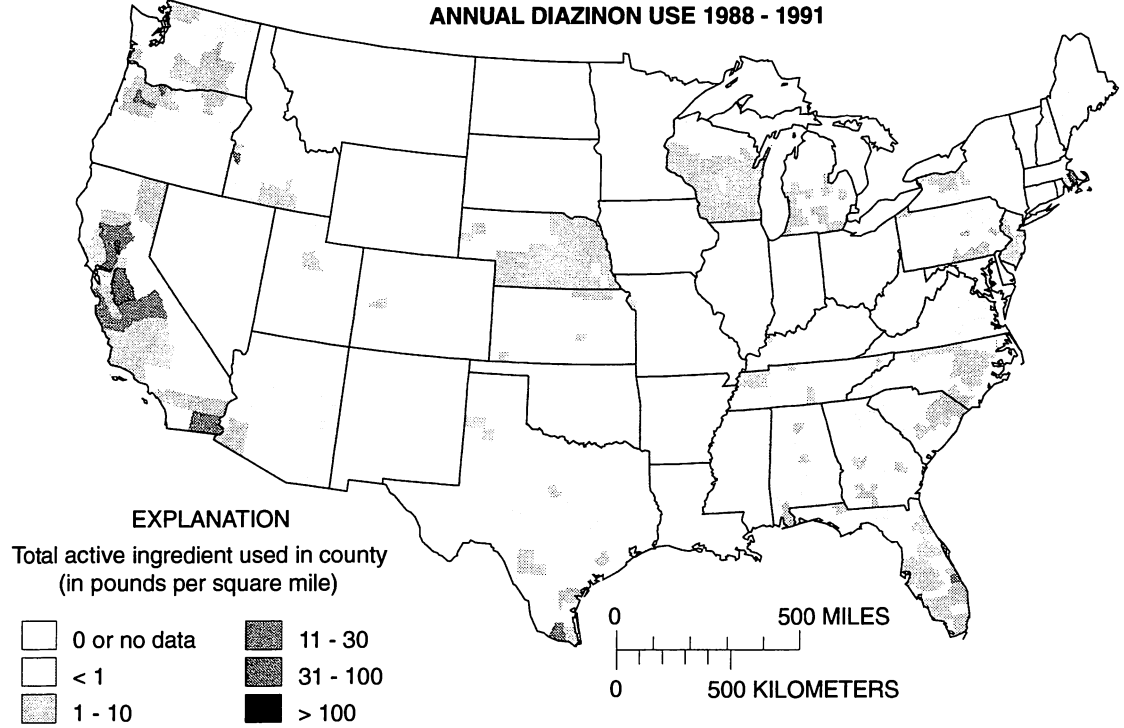 ANNUAL DIAZINON USE 1988 - 1991
EXPLANATION
Total active ingredient used in county
(in pounds per square mile)
0 or no data
< 1
1 - 10
11 - 30
31 - 100
> 100
0 500 MILES
0 500 KILOMETERS